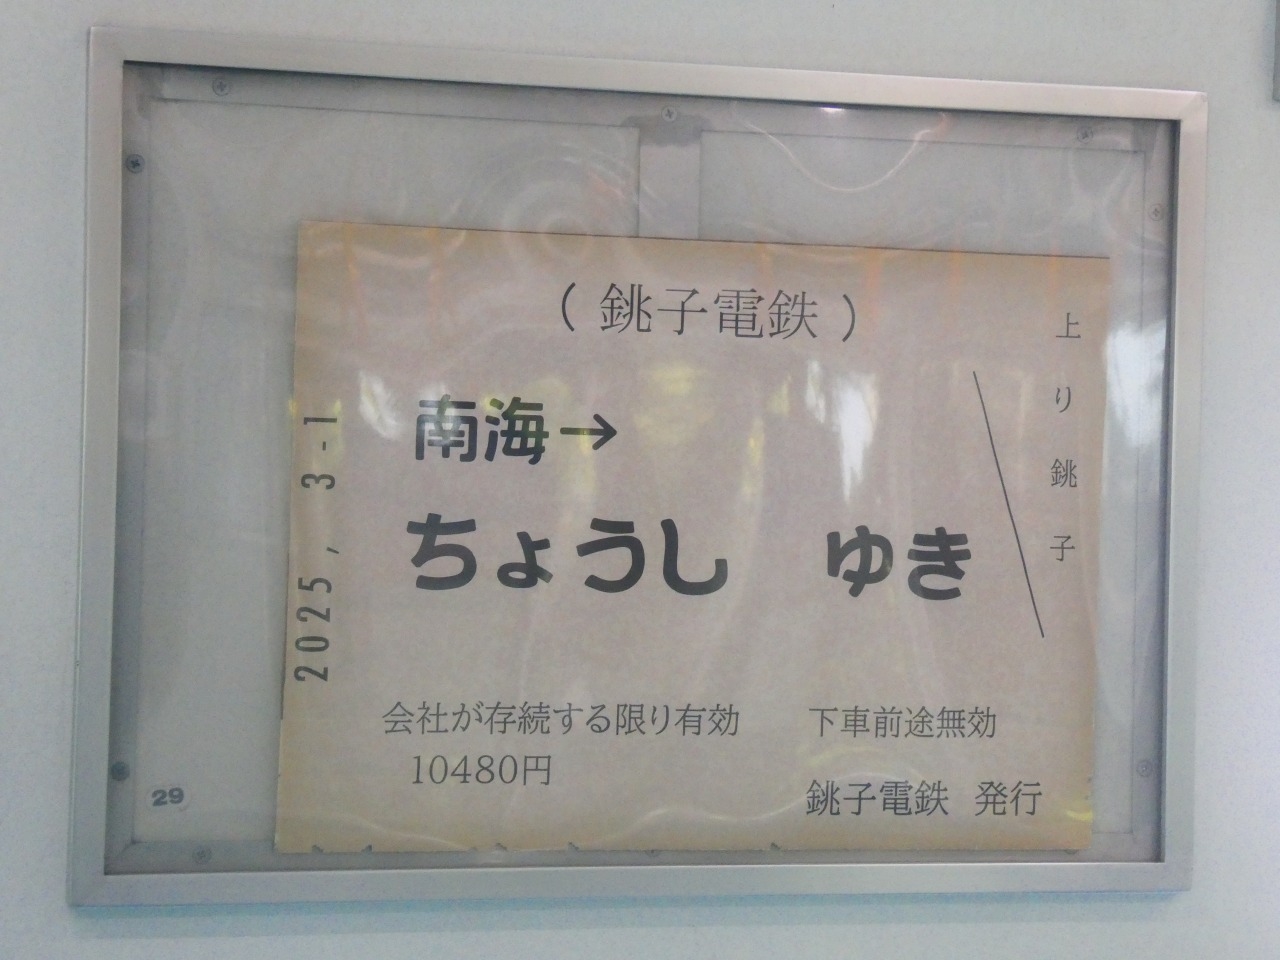 (銚子電鉄)
上り銚子
南海→
ちょうし ゆき
2025, 3-1
会社が存続する限り有効 下車前途無効
10480円
銚子電鉄 発行
29